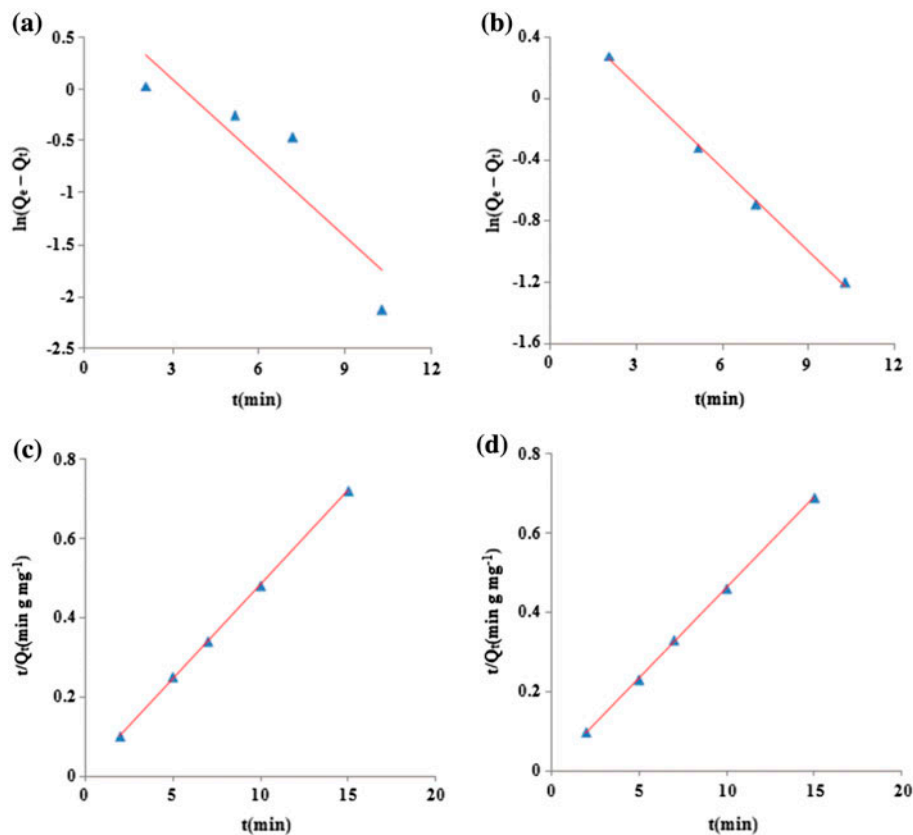 (a)
0.5
0
-0.5
-1
-1.5
-2
-2.5
ln(Qe – Qt)
0 3 6 9 12
t(min)
(b)
0.4
0
-0.4
-0.8
-1.2
-1.6
ln(Qe – Qt)
0 3 6 9 12
t(min)
(c)
0.8
0.6
0.4
0.2
0
t/Qt(min g mg-1)
0 5 10 15 20
t(min)
(d)
0.8
0.6
0.4
0.2
0
t/Qt(min g mg-1)
0 5 10 15 20
t(min)